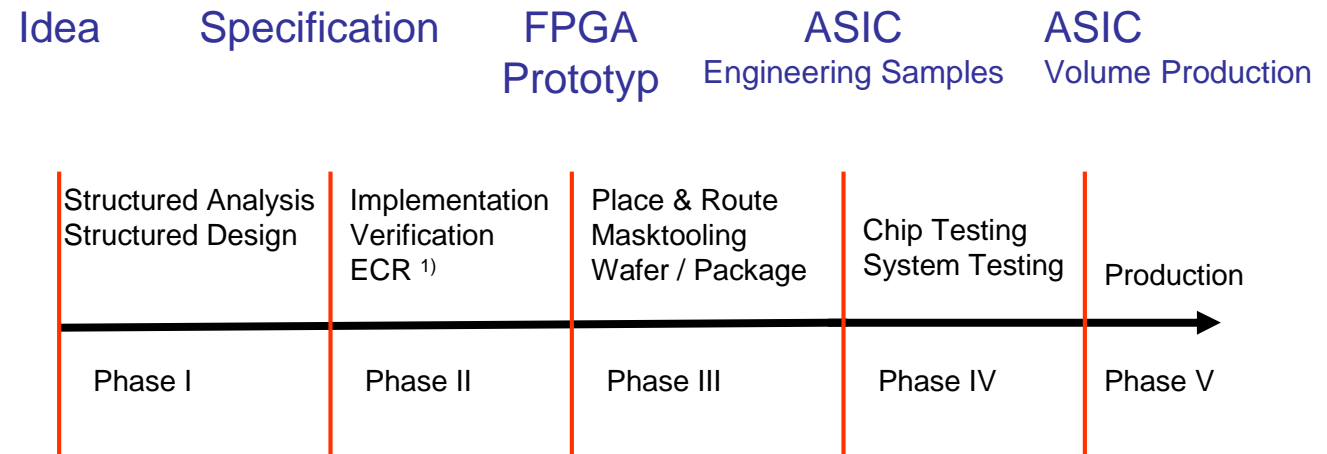 Idea
Specification
FPGA
Prototyp
ASIC
Engineering Samples
ASIC
Volume Production
Structured Analysis
Structured Design
Implementation
Verification
ECR 1)
Place & Route
Masktooling
Wafer / Package
Chip Testing
System Testing
Production
Phase I
Phase II
Phase III
Phase IV
Phase V